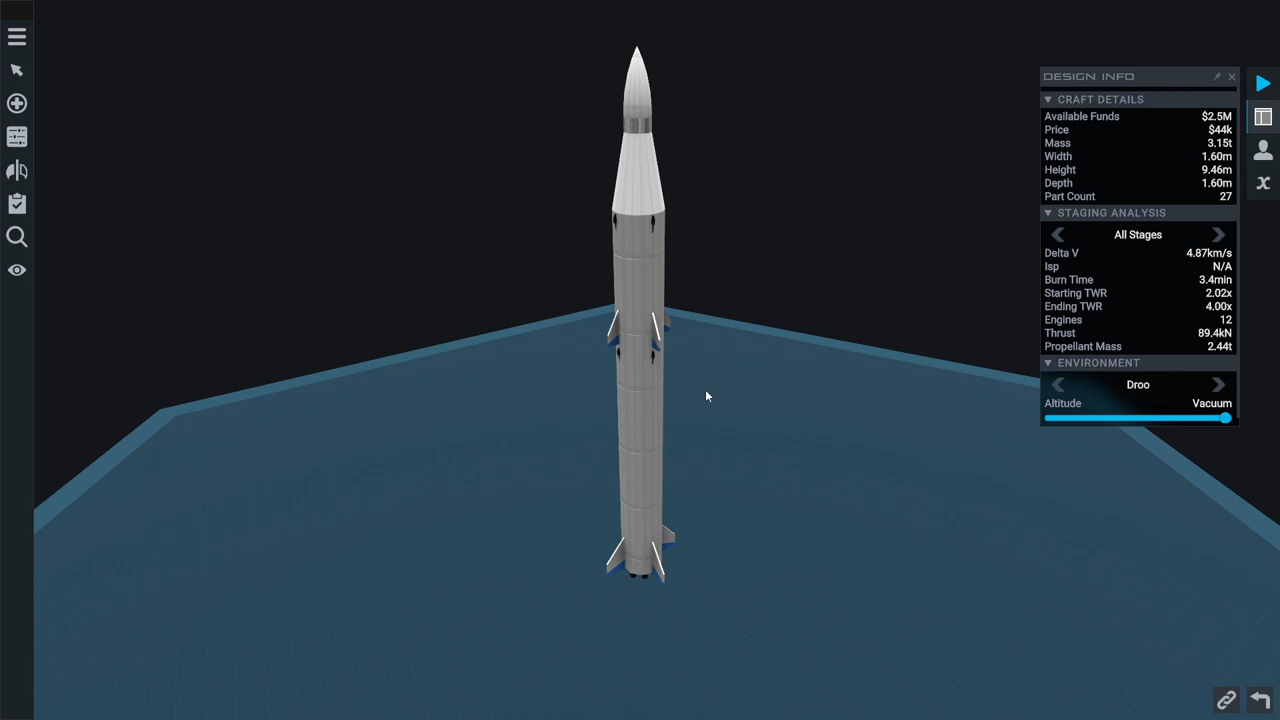 DESIGN INFO
CRAFT DETAILS
Available Funds $2.5M
Price $44k
Mass 3.15t
Width 1.60m
Height 9.46m
Depth 1.60m
Part Count 27
STAGING ANALYSIS
All Stages
Delta V 4.87km/s
Isp N/A
Burn Time 3.4min
Starting TWR 2.02x
Ending TWR 4.00x
Engines 12
Thrust 89.4kN
Propellant Mass 2.44t
ENVIRONMENT
Droo
Altitude Vacuum